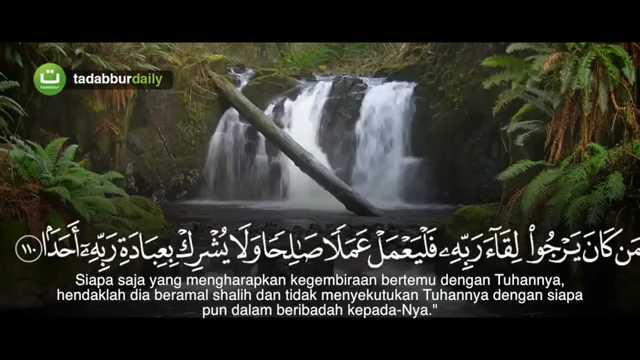 tadabburdaily
مَن كَانَ يَرْجُوا۟ لِقَآءَ رَبِّهِۦ فَلْيَعْمَلْ عَمَلًا صَـٰلِحًا وَلَا يُشْرِكْ بِعِبَادَةِ رَبِّهِۦٓ أَحَدًۢا ١١٠
Siapa saja yang mengharapkan kegembiraan bertemu dengan Tuhannya,
hendaklah dia beramal shalih dan tidak menyekutukan Tuhannya dengan siapa
pun dalam beribadah kepada-Nya."